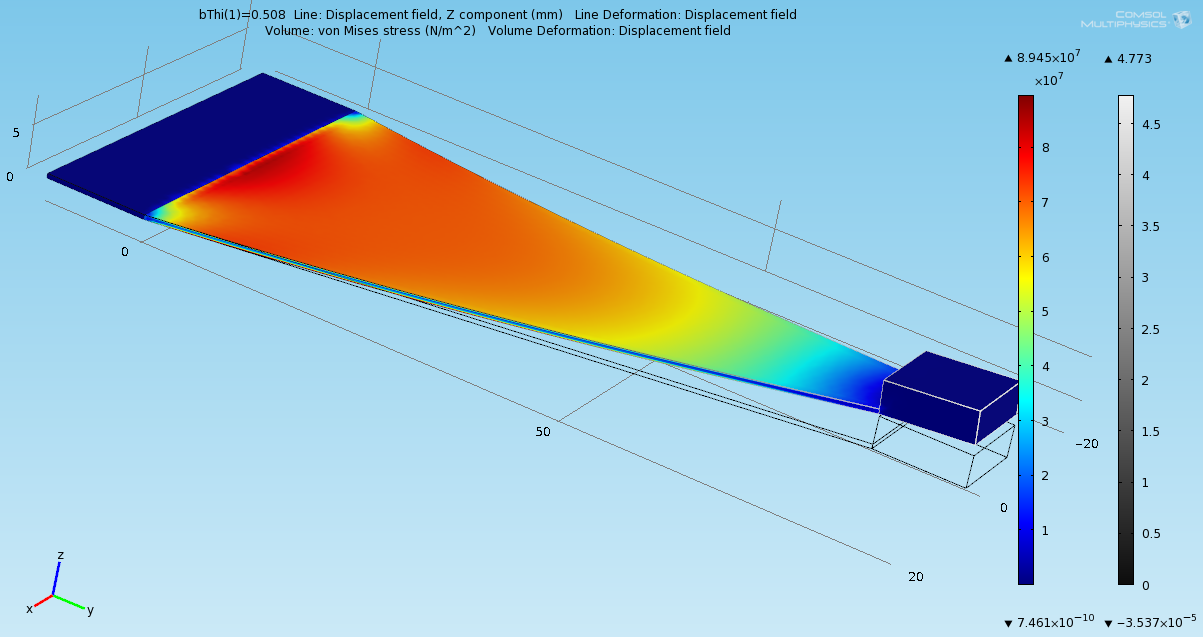 bThi(1)=0.508 Line: Displacement field, Z component (mm) Line Deformation: Displacement field
Volume: von Mises stress (N/m^2) Volume Deformation: Displacement field
COMSOL
MULTIPHYSICS
▲ 8.945×10⁷ ▲ 4.773
×10⁷
8
7
6
5
4
3
2
1
4.5
4
3.5
3
2.5
2
1.5
1
0.5
0
▼ 7.461×10⁻¹⁰ ▼ −3.537×10⁻⁵
5
0
0
50
−20
0
20
z
x
y